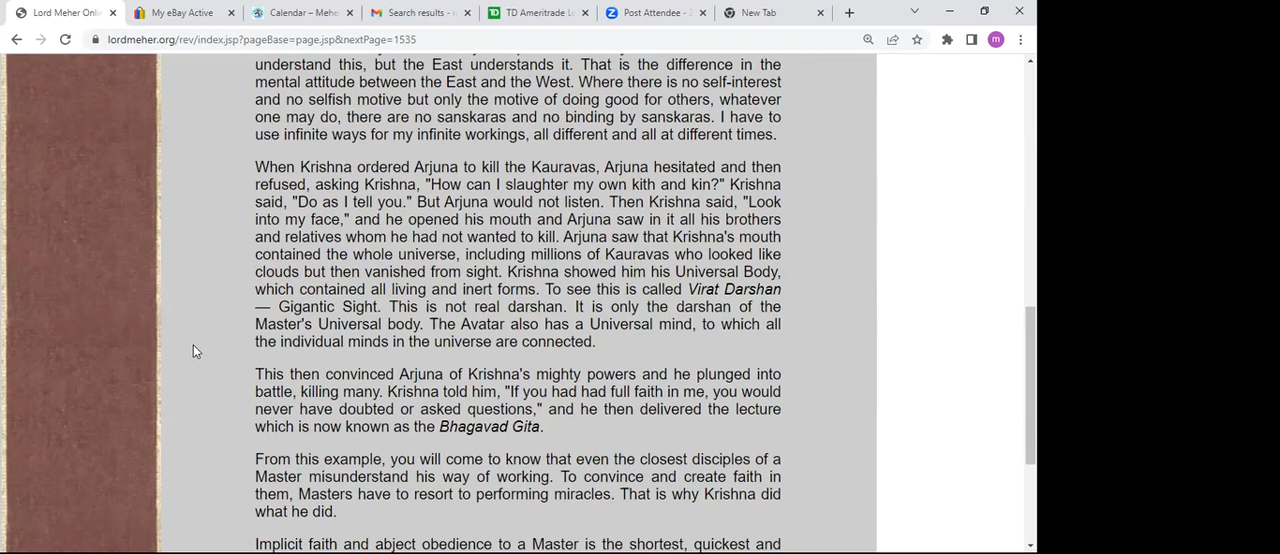 Lord Meher Onli
My eBay Active
Calendar – Mehe
Search results -
TD Ameritrade Lo
Post Attendee - Z
New Tab
lordmeher.org/rev/index.jsp?pageBase=page.jsp&nextPage=1535
m
understand this, but the East understands it. That is the difference in the
mental attitude between the East and the West. Where there is no self-interest
and no selfish motive but only the motive of doing good for others, whatever
one may do, there are no sanskaras and no binding by sanskaras. I have to
use infinite ways for my infinite workings, all different and all at different times.
When Krishna ordered Arjuna to kill the Kauravas, Arjuna hesitated and then
refused, asking Krishna, "How can I slaughter my own kith and kin?" Krishna
said, "Do as I tell you." But Arjuna would not listen. Then Krishna said, "Look
into my face," and he opened his mouth and Arjuna saw in it all his brothers
and relatives whom he had not wanted to kill. Arjuna saw that Krishna's mouth
contained the whole universe, including millions of Kauravas who looked like
clouds but then vanished from sight. Krishna showed him his Universal Body,
which contained all living and inert forms. To see this is called Virat Darshan
— Gigantic Sight. This is not real darshan. It is only the darshan of the
Master's Universal body. The Avatar also has a Universal mind, to which all
the individual minds in the universe are connected.
This then convinced Arjuna of Krishna's mighty powers and he plunged into
battle, killing many. Krishna told him, "If you had had full faith in me, you would
never have doubted or asked questions," and he then delivered the lecture
which is now known as the Bhagavad Gita.
From this example, you will come to know that even the closest disciples of a
Master misunderstand his way of working. To convince and create faith in
them, Masters have to resort to performing miracles. That is why Krishna did
what he did.
Implicit faith and abject obedience to a Master is the shortest, quickest and